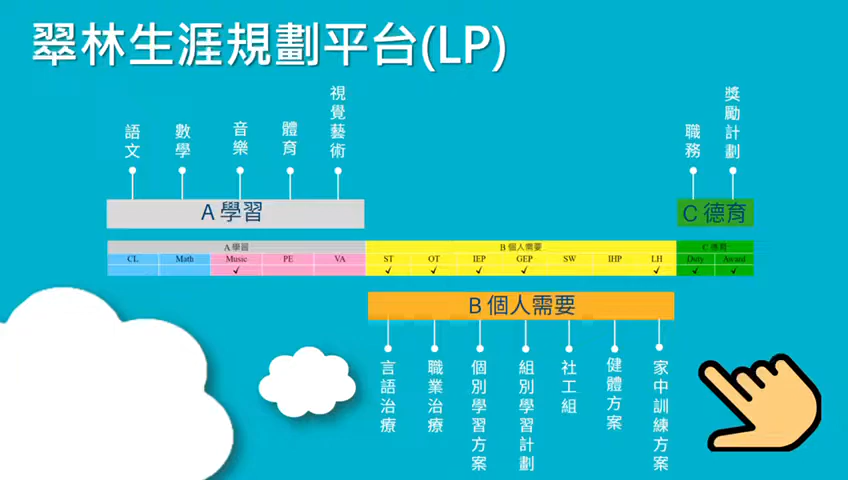 翠林生涯規劃平台(LP)
語文
數學
音樂
體育
視覺藝術
職務
獎勵計劃
A 學習
C 德育
A 學習 B 個人需要 C 德育
CL Math Music PE VA ST OT IEP GEP SW IHP LH Duty Award
✓ ✓ ✓ ✓ ✓ ✓ ✓ ✓
B 個人需要
言語治療
職業治療
個別學習方案
組別學習計劃
社工組
健體方案
家中訓練方案